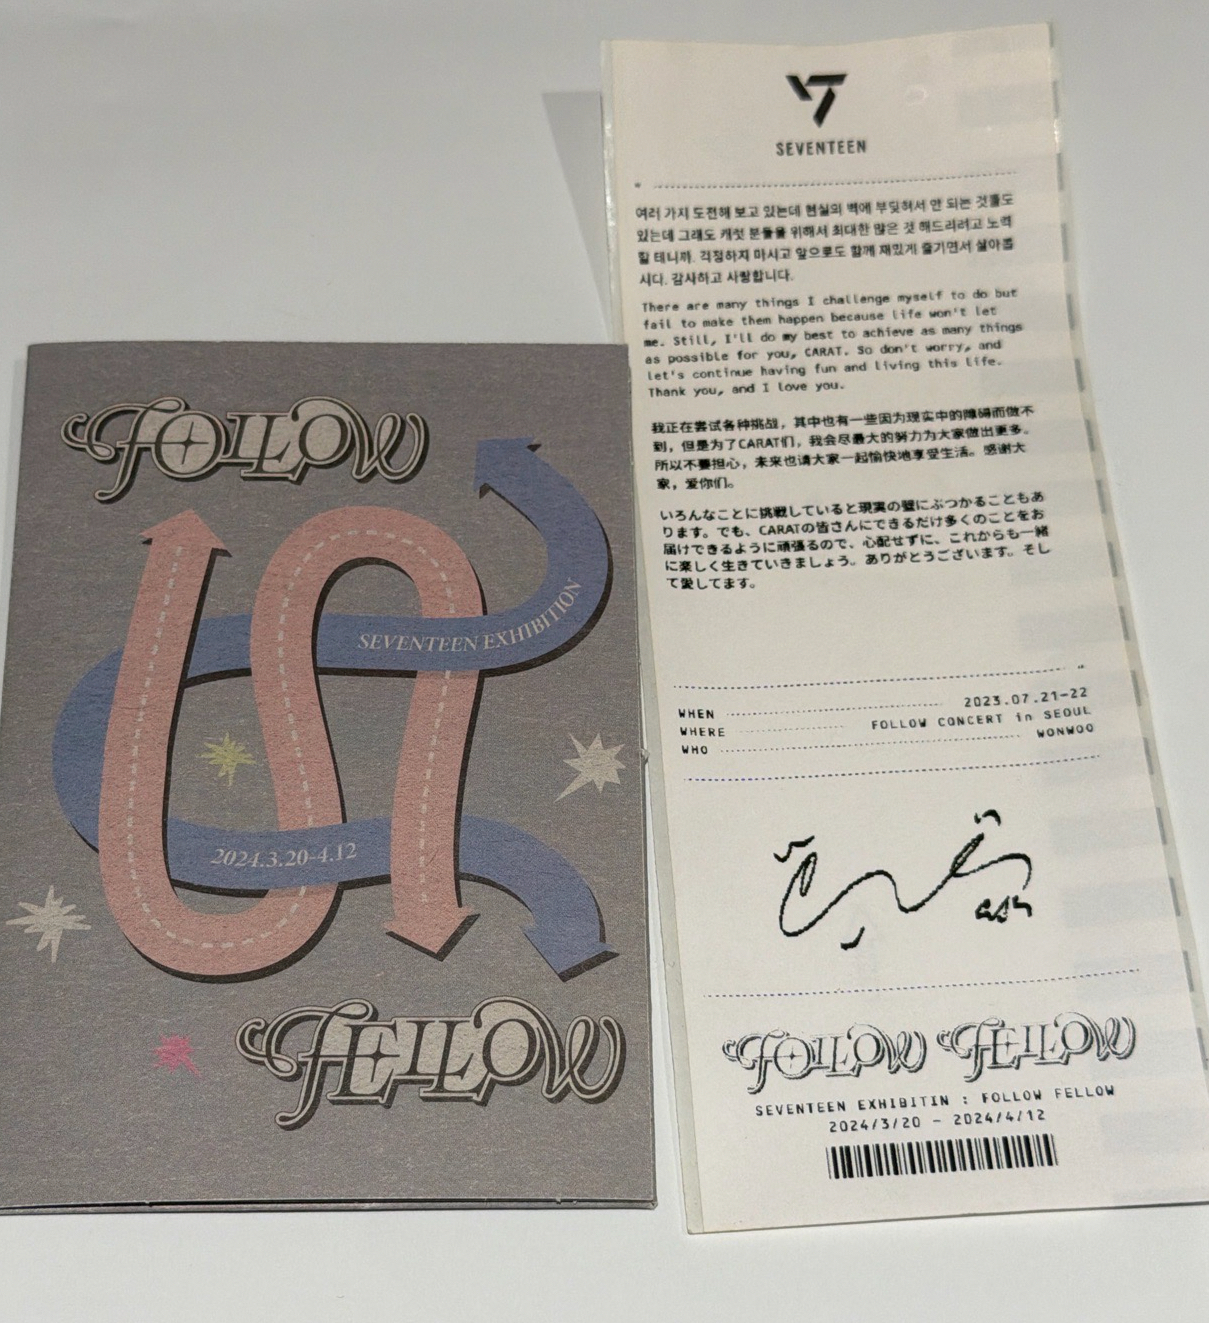 FOLLOW
SEVENTEEN EXHIBITION
2024.3.20-4.12
FELLOW
SEVENTEEN
여러 가지 도전해 보고 있는데 현실의 벽에 부딪혀서 안 되는 것들도
있는데 그래도 캐럿 분들을 위해서 최대한 많은 것 해드리려고 노력
할 테니까. 걱정하지 마시고 앞으로도 함께 재밌게 즐기면서 살아봅
시다. 감사하고 사랑합니다.
There are many things I challenge myself to do but
fail to make them happen because life won't let
me. Still, I'll do my best to achieve as many things
as possible for you, CARAT. So don't worry, and
let's continue having fun and living this life.
Thank you, and I love you.
我正在尝试各种挑战，其中也有一些因为现实中的障碍而做不
到，但是为了CARAT们，我会尽最大的努力为大家做出更多。
所以不要担心，未来也请大家一起愉快地享受生活。感谢大
家，爱你们。
いろんなことに挑戦していると現実の壁にぶつかることもあ
ります。でも、CARATの皆さんにできるだけ多くのことをお
届けできるように頑張るので、心配せずに、これからも一緒
に楽しく生きていきましょう。ありがとうございます。そし
て愛してます。
WHEN 2023.07.21-22
WHERE FOLLOW CONCERT in SEOUL
WHO WONWOO
FOLLOW FELLOW
SEVENTEEN EXHIBITIN : FOLLOW FELLOW
2024/3/20 - 2024/4/12